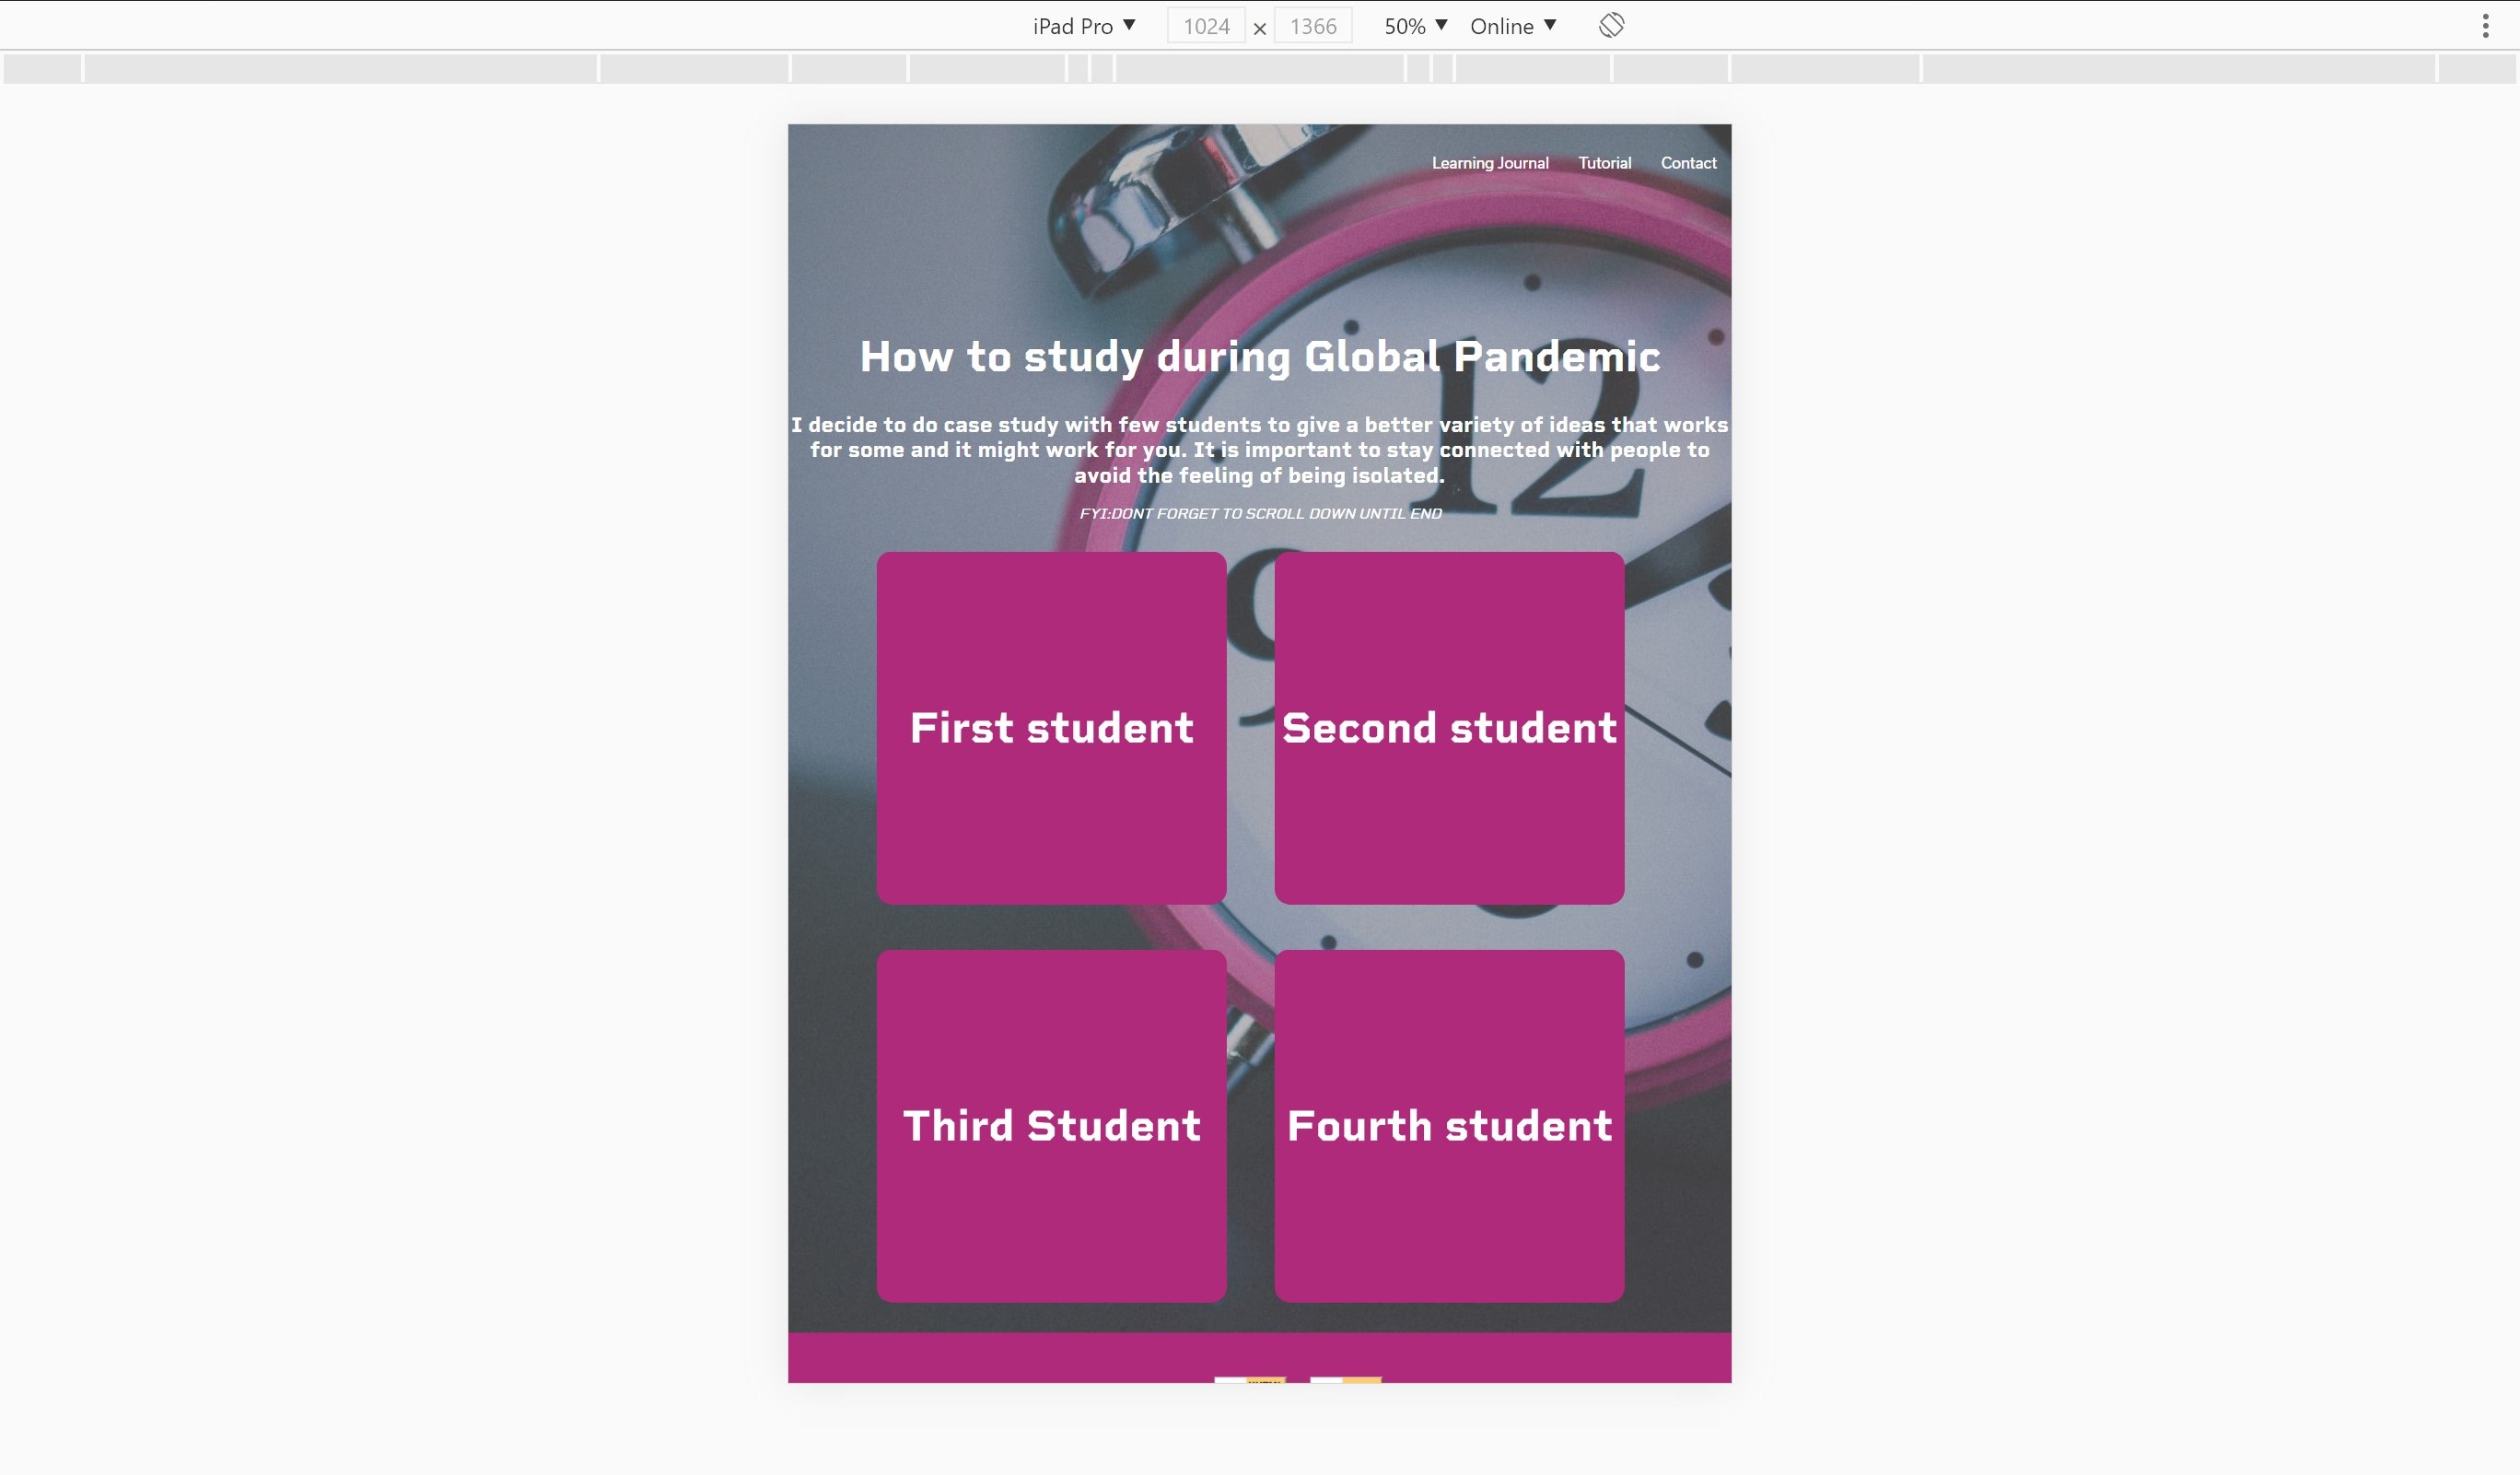 iPad Pro ▼ 1024 × 1366 50% ▼ Online ▼
Learning Journal Tutorial Contact
How to study during Global Pandemic
I decide to do case study with few students to give a better variety of ideas that works
for some and it might work for you. It is important to stay connected with people to
avoid the feeling of being isolated.
FYI:DONT FORGET TO SCROLL DOWN UNTIL END
12
9
First student Second student
Third Student Fourth student